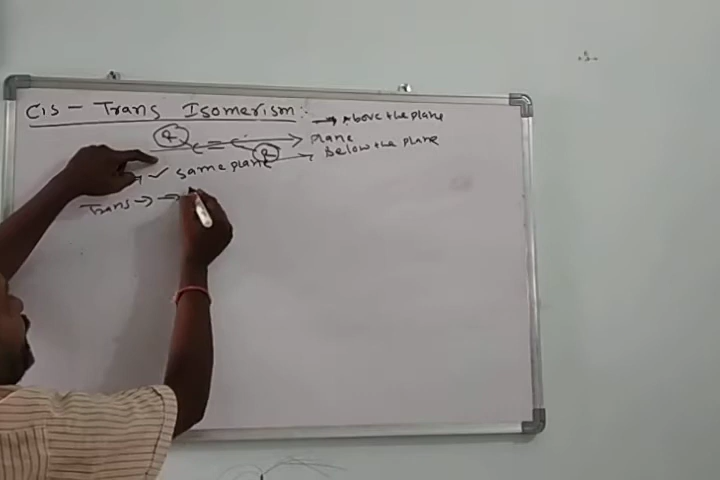 Cis - Trans Isomerism:
→ Above the plane
R C = C → Plane
R → Below the plane
→ ✓ same plane
Trans → →